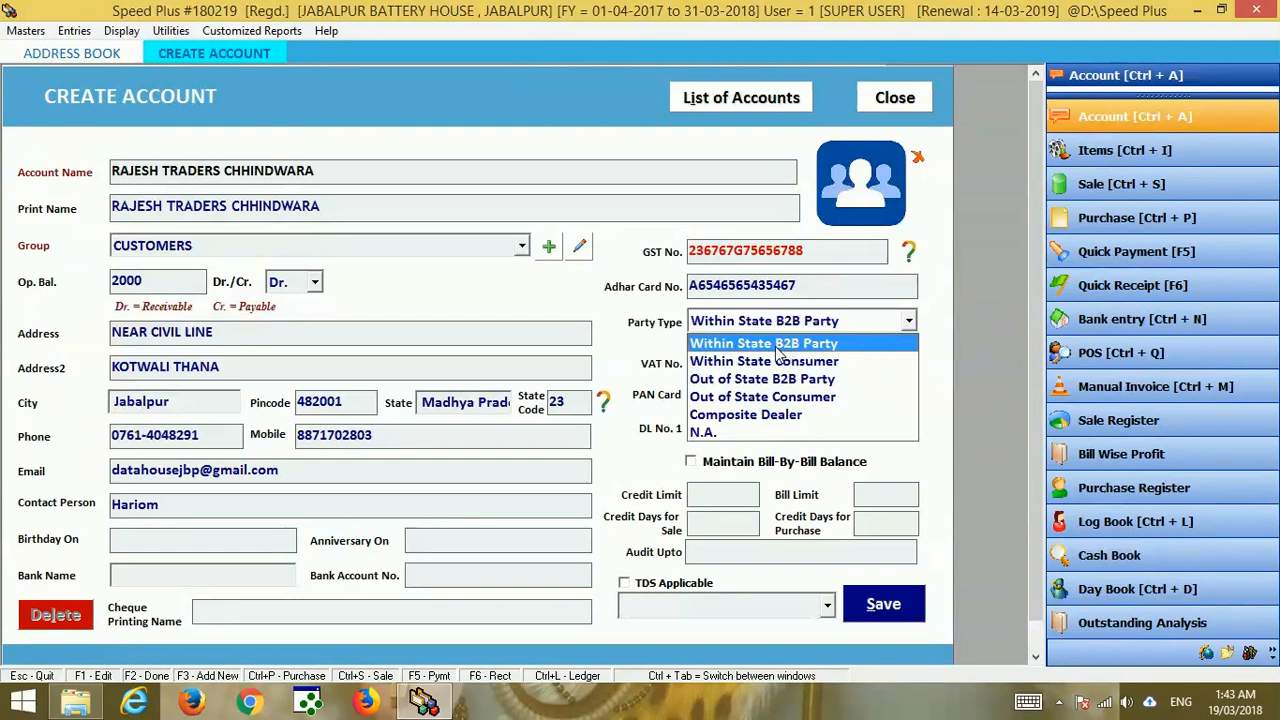 Speed Plus #180219 [Regd.] [JABALPUR BATTERY HOUSE , JABALPUR] [FY = 01-04-2017 to 31-03-2018] User = 1 [SUPER USER] [Renewal : 14-03-2019] @D:\Speed Plus
Masters Entries Display Utilities Customized Reports Help
ADDRESS BOOK CREATE ACCOUNT
CREATE ACCOUNT
List of Accounts
Close
Account Name RAJESH TRADERS CHHINDWARA
Print Name RAJESH TRADERS CHHINDWARA
Group CUSTOMERS
Op. Bal. 2000 Dr./Cr. Dr.
Dr. = Receivable Cr. = Payable
Address NEAR CIVIL LINE
Address2 KOTWALI THANA
City Jabalpur Pincode 482001 State Madhya Prad State Code 23 ?
Phone 0761-4048291 Mobile 8871702803
Email datahousejbp@gmail.com
Contact Person Hariom
Birthday On Anniversary On
Bank Name Bank Account No.
Delete
Cheque Printing Name
GST No. 236767G75656788 ?
Adhar Card No. A6546565435467
Party Type Within State B2B Party
Within State B2B Party
VAT No. Within State Consumer
Out of State B2B Party
PAN Card Out of State Consumer
Composite Dealer
DL No. 1 N.A.
Maintain Bill-By-Bill Balance
Credit Limit Bill Limit
Credit Days for Sale Credit Days for Purchase
Audit Upto
TDS Applicable
Save
Account [Ctrl + A]
Account [Ctrl + A]
Items [Ctrl + I]
Sale [Ctrl + S]
Purchase [Ctrl + P]
Quick Payment [F5]
Quick Receipt [F6]
Bank entry [Ctrl + N]
POS [Ctrl + Q]
Manual Invoice [Ctrl + M]
Sale Register
Bill Wise Profit
Purchase Register
Log Book [Ctrl + L]
Cash Book
Day Book [Ctrl + D]
Outstanding Analysis
Esc - Quit F1 - Edit F2 - Done F3 - Add New Ctrl+P - Purchase Ctrl+S - Sale F5 - Pymt F6 - Rect Ctrl+L - Ledger Ctrl + Tab = Switch between windows
ENG 1:43 AM
19/03/2018